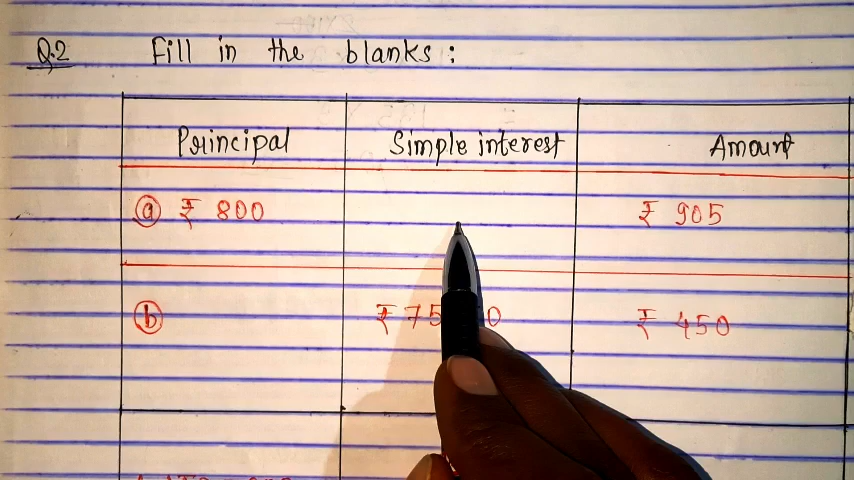 Q.2 Fill in the blanks :
Principal Simple interest Amount
(a) ₹ 800 ₹ 905
(b) ₹ 450